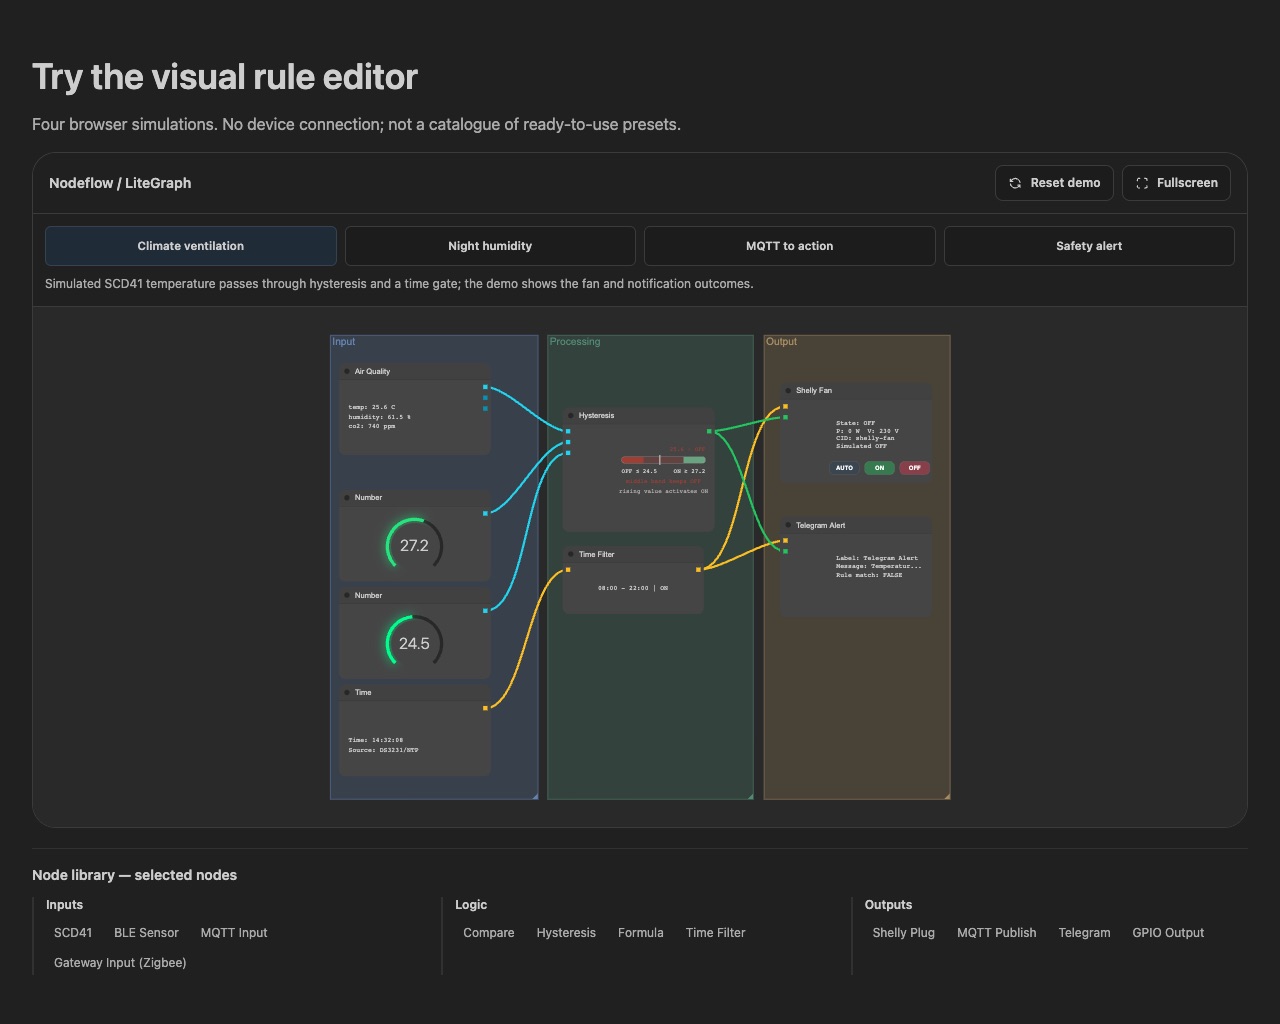 Try the visual rule editor
Four browser simulations. No device connection; not a catalogue of ready-to-use presets.
Nodeflow / LiteGraph
Reset demo
Fullscreen
Climate ventilation
Night humidity
MQTT to action
Safety alert
Simulated SCD41 temperature passes through hysteresis and a time gate; the demo shows the fan and notification outcomes.
Input
Air Quality
temp: 25.6 C
humidity: 61.5 %
co2: 740 ppm
Number
27.2
Number
24.5
Time
Time: 14:32:08
Source: DS3231/NTP
Processing
Hysteresis
OFF ≤ 24.5 ON ≥ 27.2
middle band keeps OFF
rising value activates ON
Time Filter
08:00 – 22:00 | ON
Output
Shelly Fan
State: OFF
P: 0 W V: 230 V
CID: shelly-fan
Simulated OFF
AUTO
ON
OFF
Telegram Alert
Label: Telegram Alert
Message: Temperatur...
Rule match: FALSE
Node library — selected nodes
Inputs
SCD41 BLE Sensor MQTT Input
Gateway Input (Zigbee)
Logic
Compare Hysteresis Formula Time Filter
Outputs
Shelly Plug MQTT Publish Telegram GPIO Output